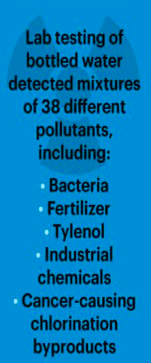 Lab testing of
bottled water
detected mixtures
of 38 different
pollutants,
including:
• Bacteria
• Fertilizer
• Tylenol
• Industrial
chemicals
• Cancer-causing
chlorination
byproducts